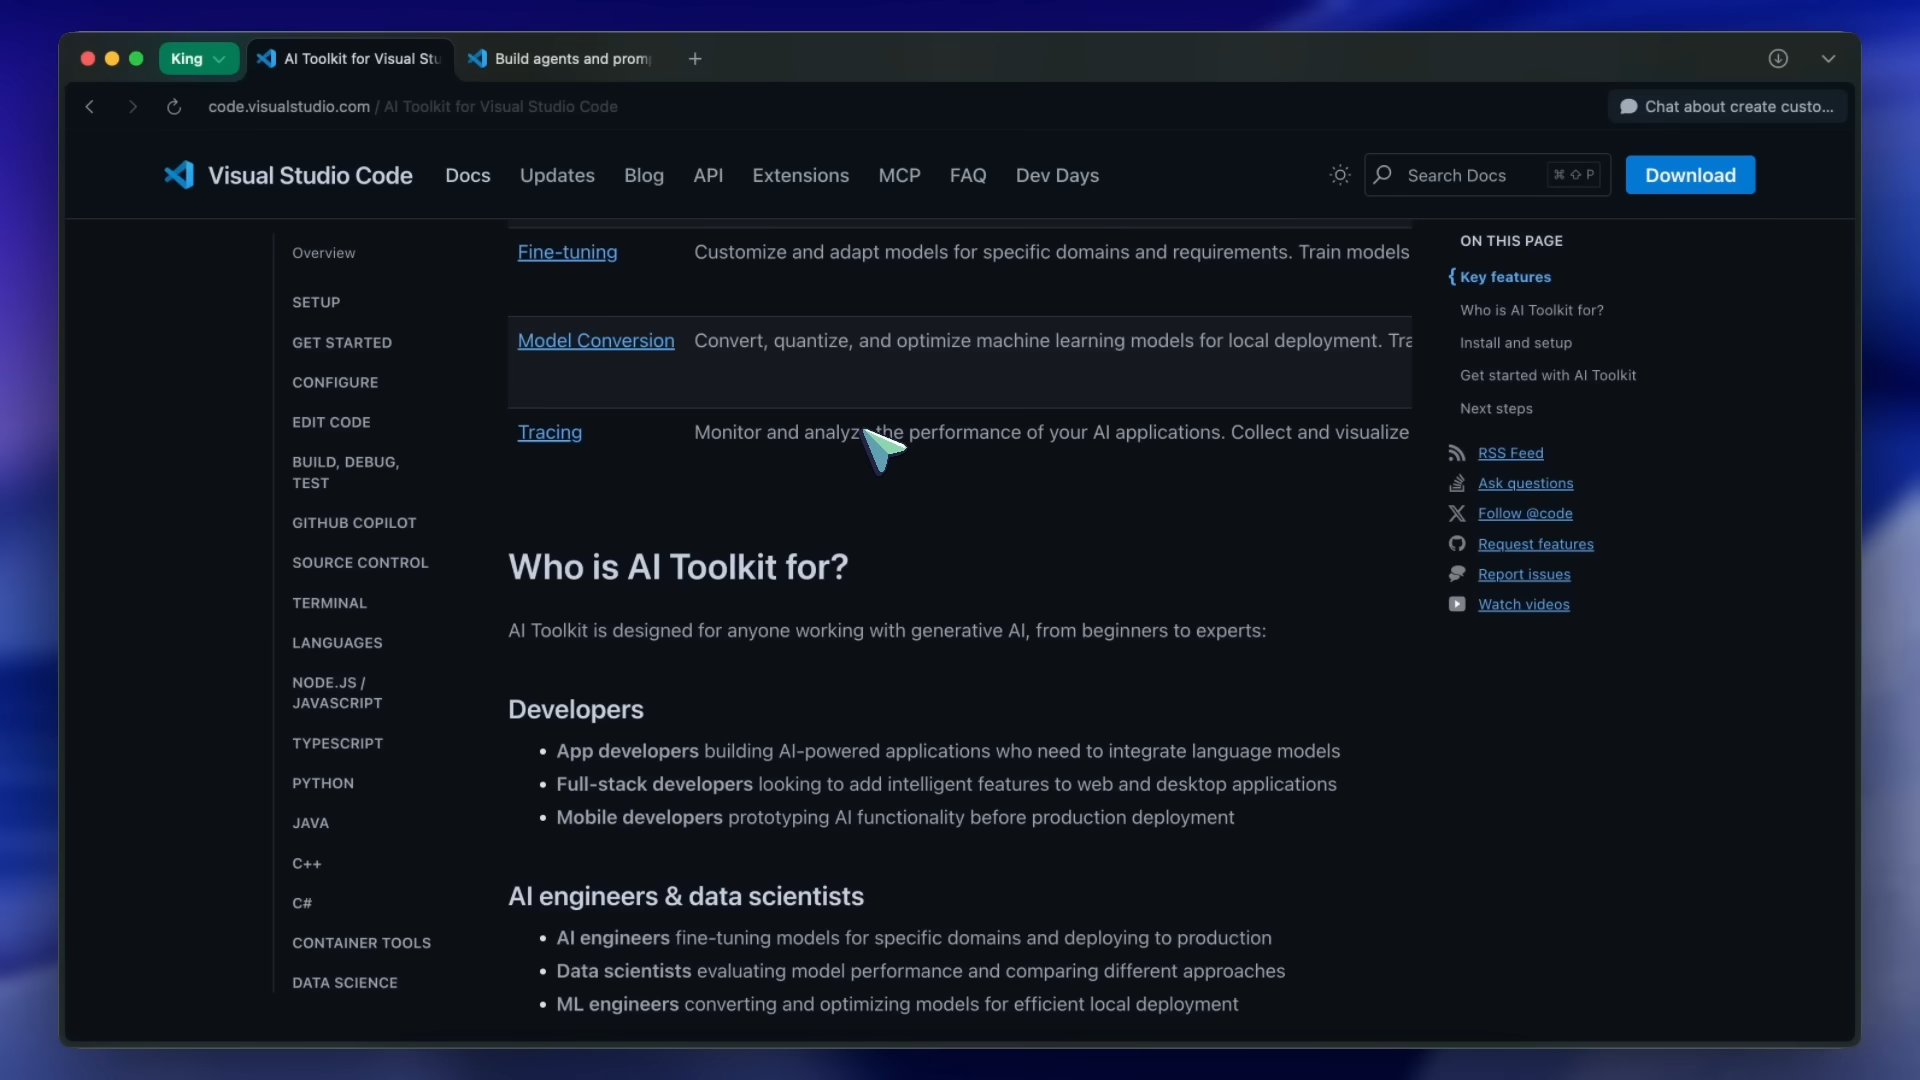 King
AI Toolkit for Visual Stu
Build agents and promp
code.visualstudio.com / AI Toolkit for Visual Studio Code
Chat about create custo...
Visual Studio Code
Docs
Updates
Blog
API
Extensions
MCP
FAQ
Dev Days
Search Docs
⌘ ⇧ P
Download
Overview
SETUP
GET STARTED
CONFIGURE
EDIT CODE
BUILD, DEBUG,
TEST
GITHUB COPILOT
SOURCE CONTROL
TERMINAL
LANGUAGES
NODE.JS /
JAVASCRIPT
TYPESCRIPT
PYTHON
JAVA
C++
C#
CONTAINER TOOLS
DATA SCIENCE
Fine-tuning
Customize and adapt models for specific domains and requirements. Train models
Model Conversion
Convert, quantize, and optimize machine learning models for local deployment. Tra
Tracing
Monitor and analyze the performance of your AI applications. Collect and visualize
Who is AI Toolkit for?
AI Toolkit is designed for anyone working with generative AI, from beginners to experts:
Developers
• App developers building AI-powered applications who need to integrate language models
• Full-stack developers looking to add intelligent features to web and desktop applications
• Mobile developers prototyping AI functionality before production deployment
AI engineers & data scientists
• AI engineers fine-tuning models for specific domains and deploying to production
• Data scientists evaluating model performance and comparing different approaches
• ML engineers converting and optimizing models for efficient local deployment
ON THIS PAGE
{ Key features
Who is AI Toolkit for?
Install and setup
Get started with AI Toolkit
Next steps
RSS Feed
Ask questions
Follow @code
Request features
Report issues
Watch videos